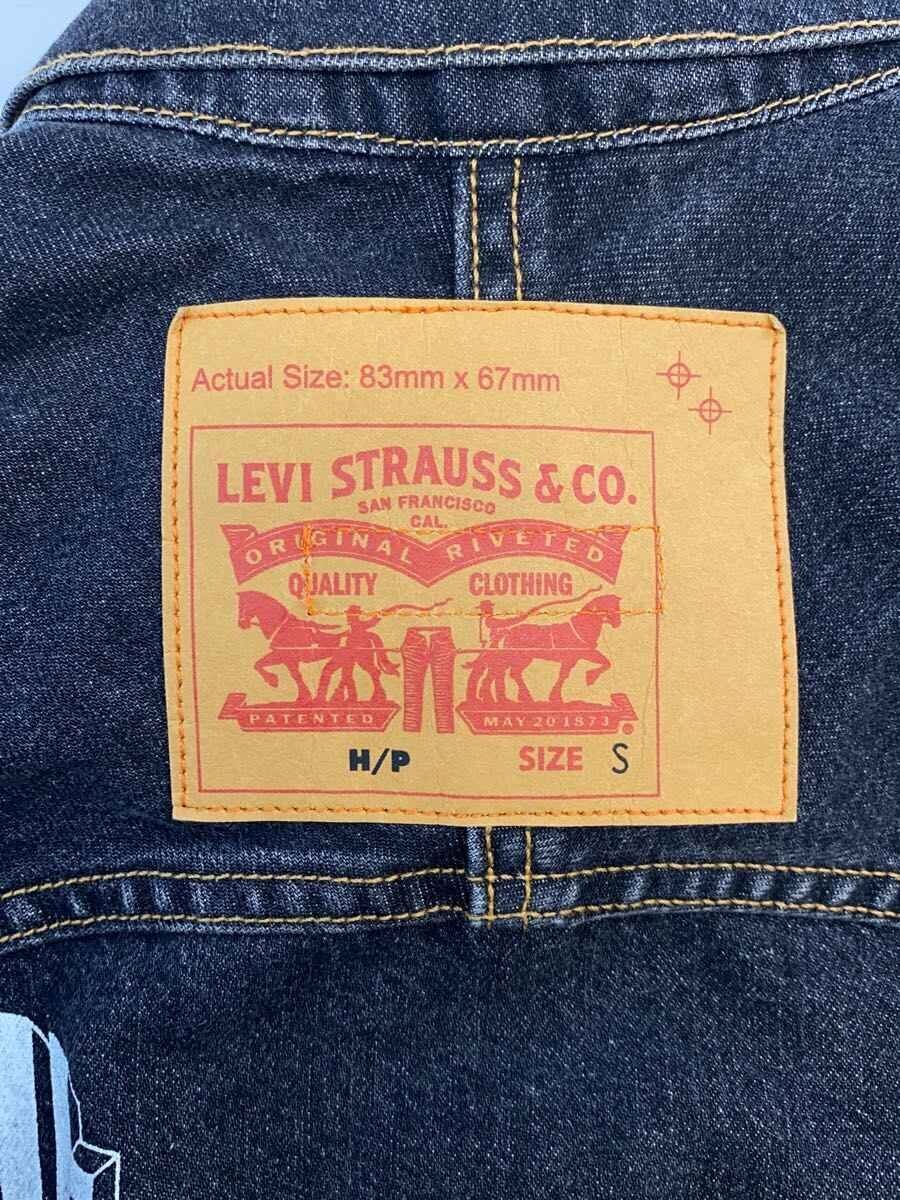 Actual Size: 83mm x 67mm
LEVI STRAUSS & CO.
SAN FRANCISCO
CAL.
ORIGINAL RIVETED
QUALITY CLOTHING
PATENTED MAY 20 1873
H/P SIZE S